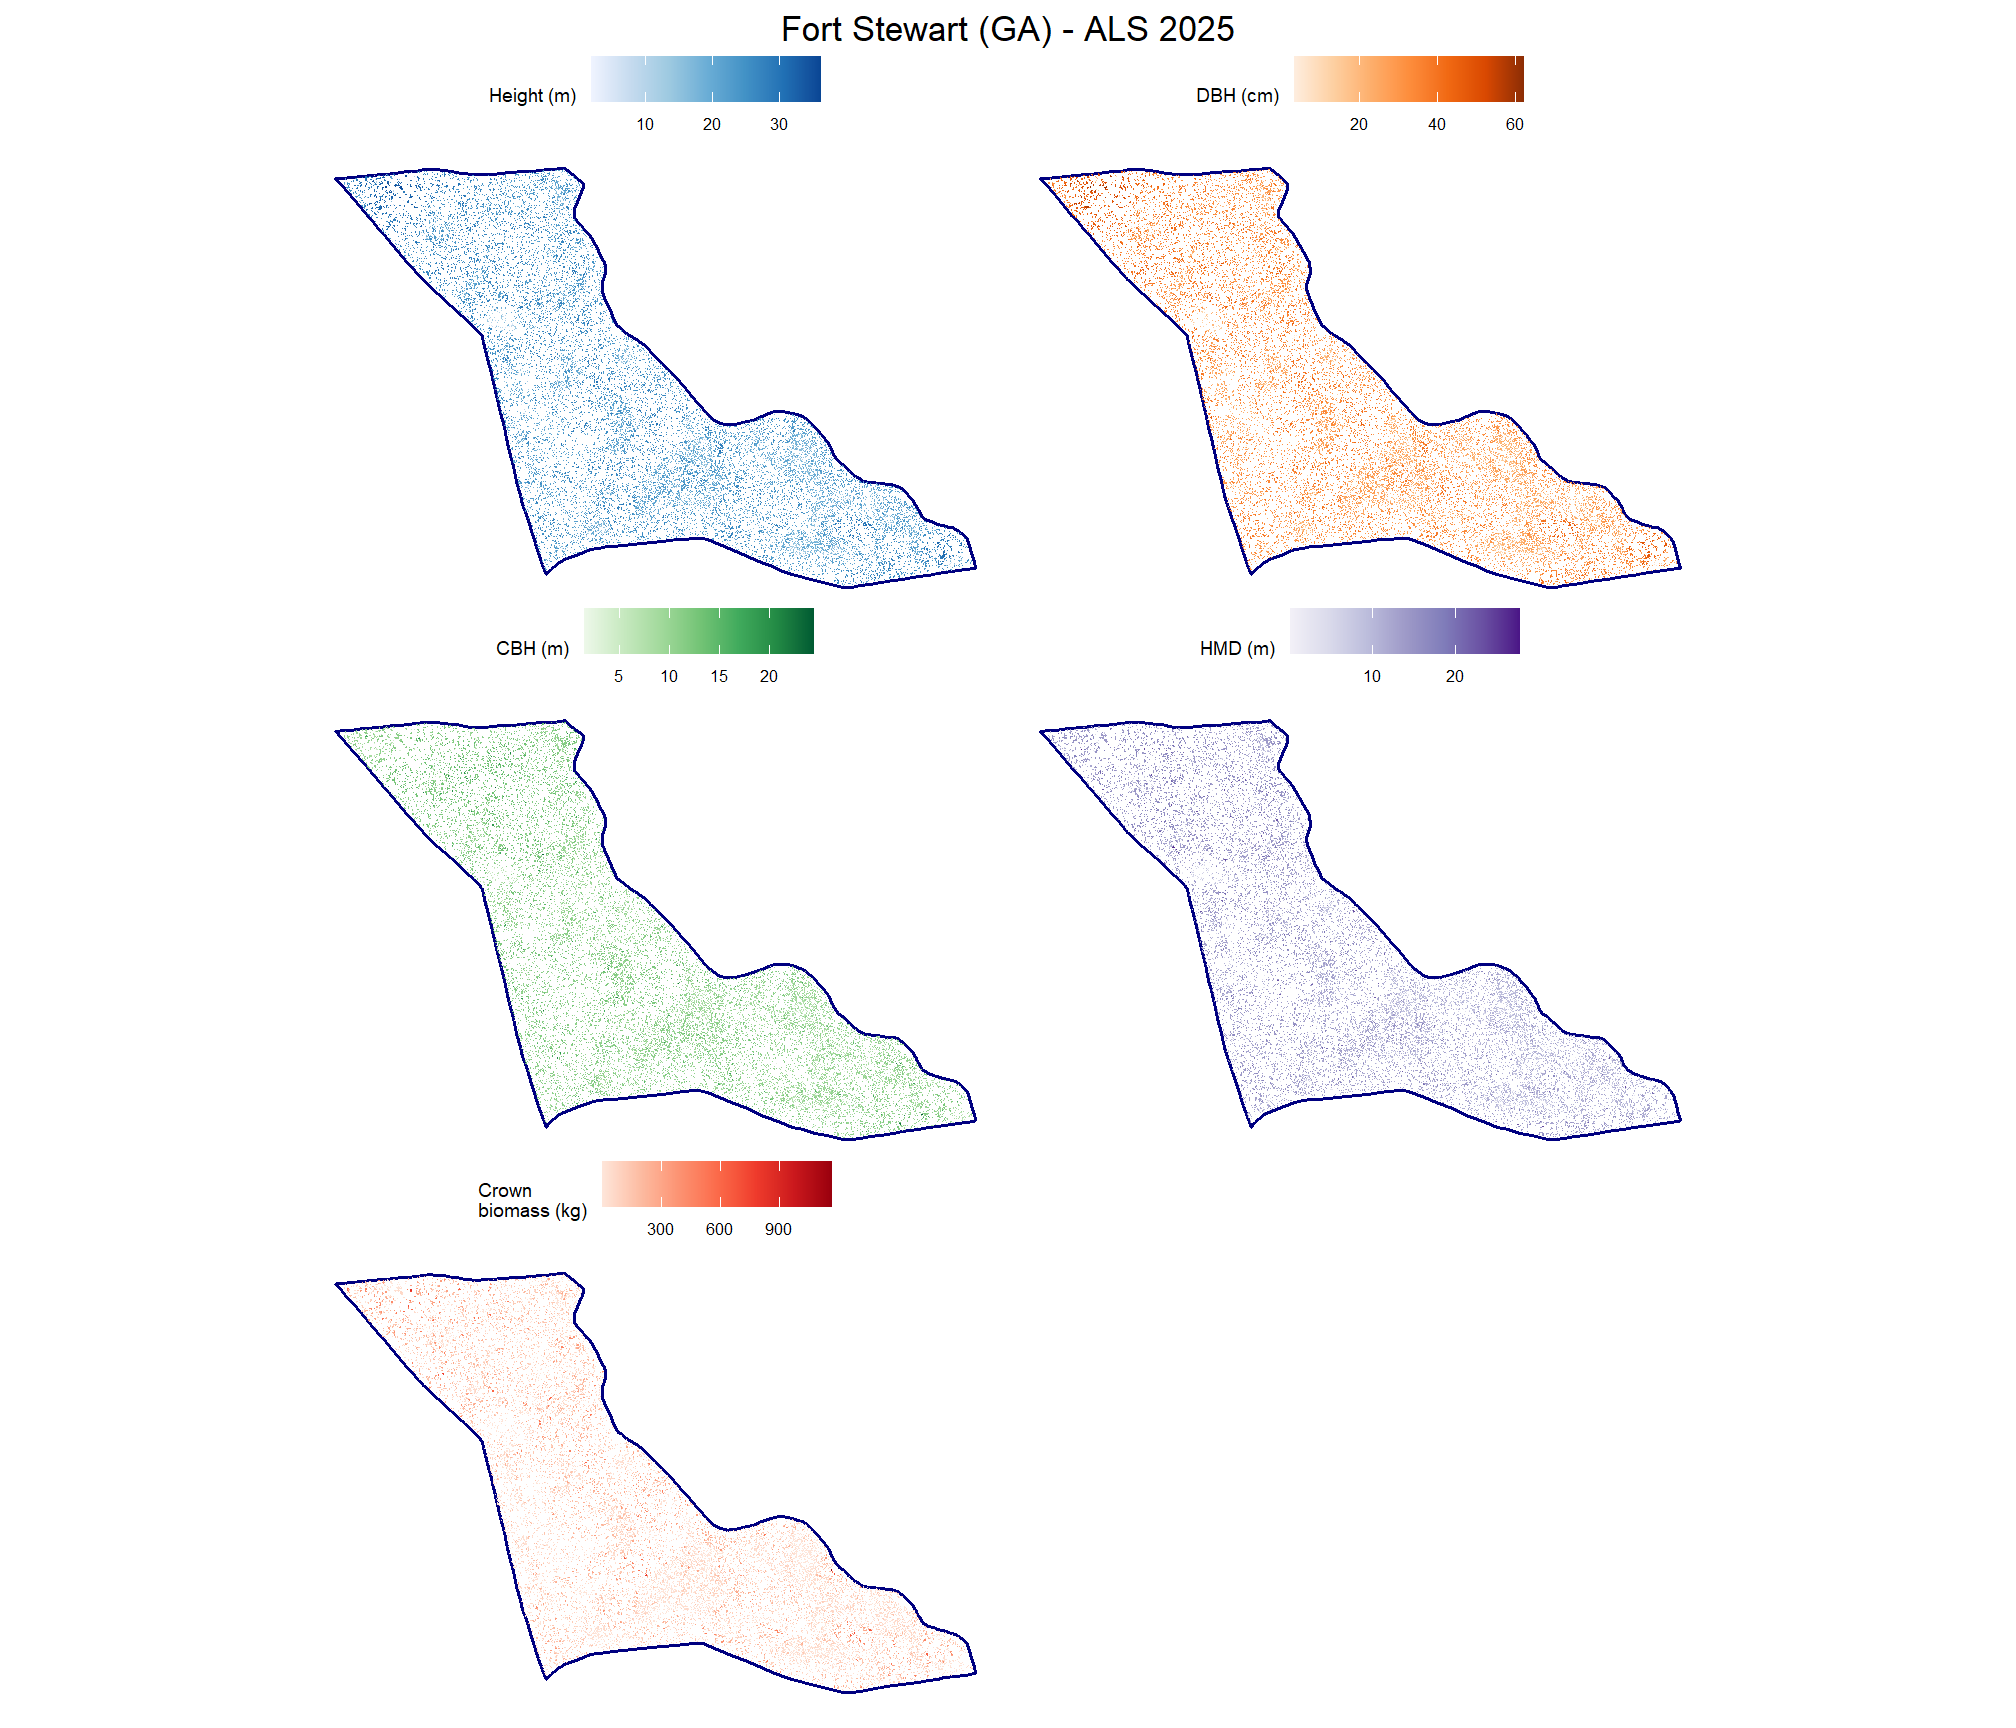 Fort Stewart (GA) - ALS 2025
Height (m)
10 20 30
DBH (cm)
20 40 60
CBH (m)
5 10 15 20
HMD (m)
10 20
Crown
biomass (kg)
300 600 900